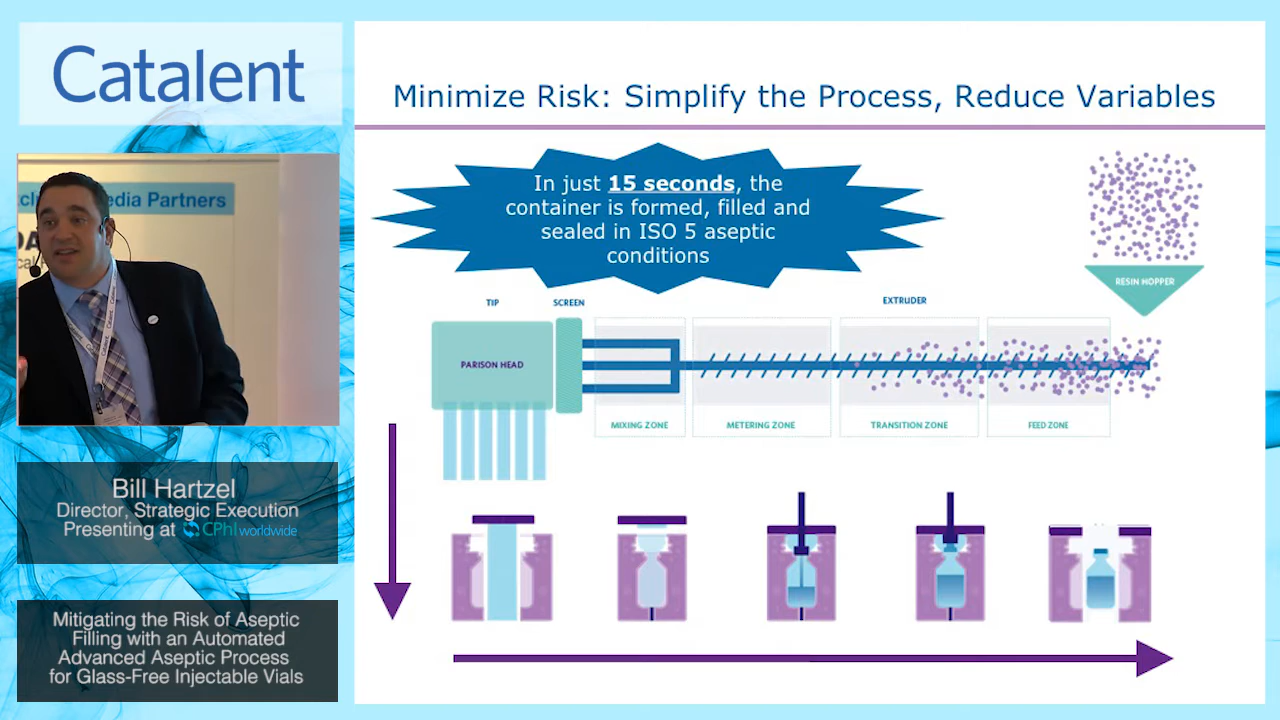 Catalent
Minimize Risk: Simplify the Process, Reduce Variables
In just 15 seconds, the
container is formed, filled and
sealed in ISO 5 aseptic
conditions
RESIN HOPPER
TIP
SCREEN
EXTRUDER
PARISON HEAD
MIXING ZONE
METERING ZONE
TRANSITION ZONE
FEED ZONE
Media Partners
Catalent
Bill Hartzel
Director, Strategic Execution
Presenting at CPhI worldwide
Mitigating the Risk of Aseptic
Filling with an Automated
Advanced Aseptic Process
for Glass-Free Injectable Vials